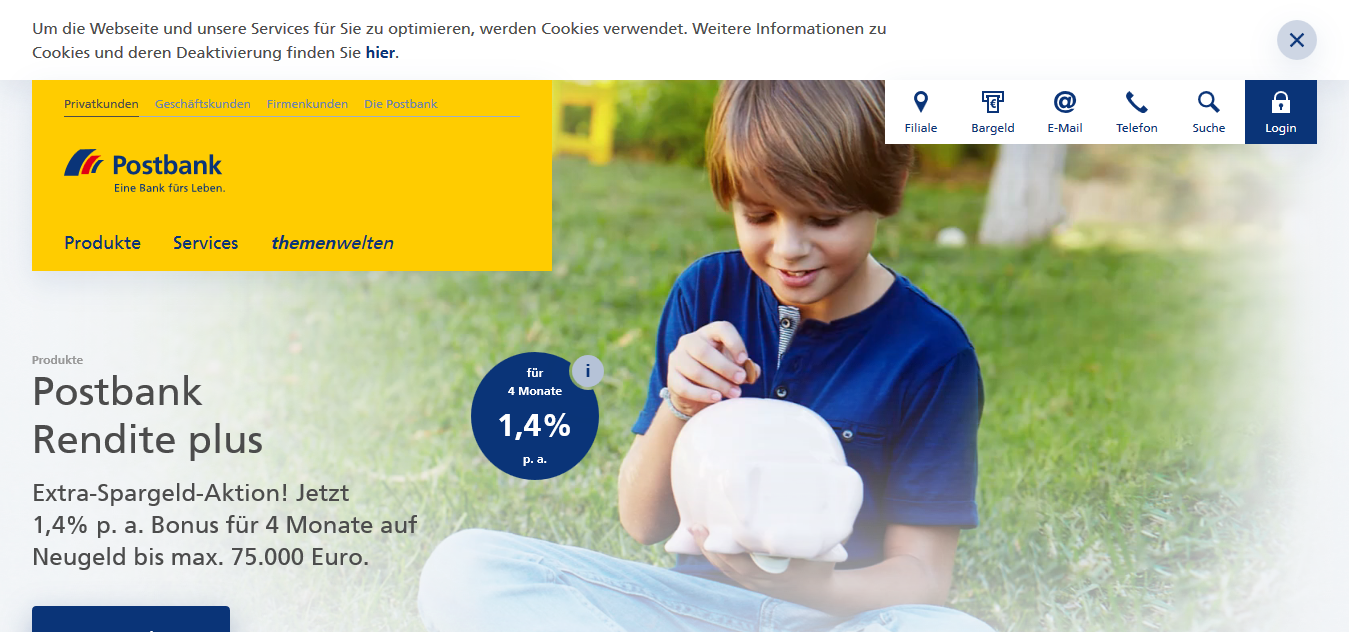 Um die Webseite und unsere Services für Sie zu optimieren, werden Cookies verwendet. Weitere Informationen zu
Cookies und deren Deaktivierung finden Sie hier.
Privatkunden Geschäftskunden Firmenkunden Die Postbank
Filiale Bargeld E-Mail Telefon Suche Login
Postbank
Eine Bank fürs Leben.
Produkte Services themenwelten
Produkte
Postbank
Rendite plus
für
4 Monate
1,4%
p. a.
i
Extra-Spargeld-Aktion! Jetzt
1,4% p. a. Bonus für 4 Monate auf
Neugeld bis max. 75.000 Euro.